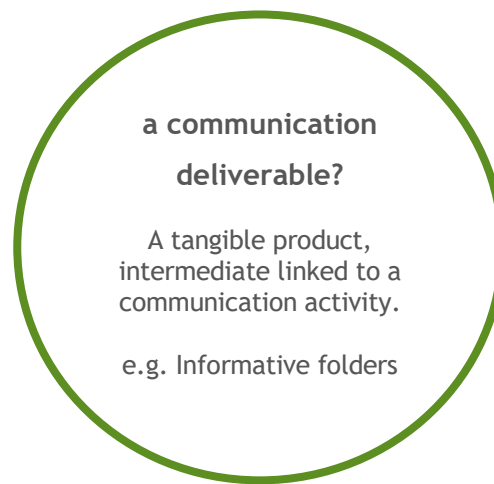 a communication
deliverable?
A tangible product,
intermediate linked to a
communication activity.
e.g. Informative folders